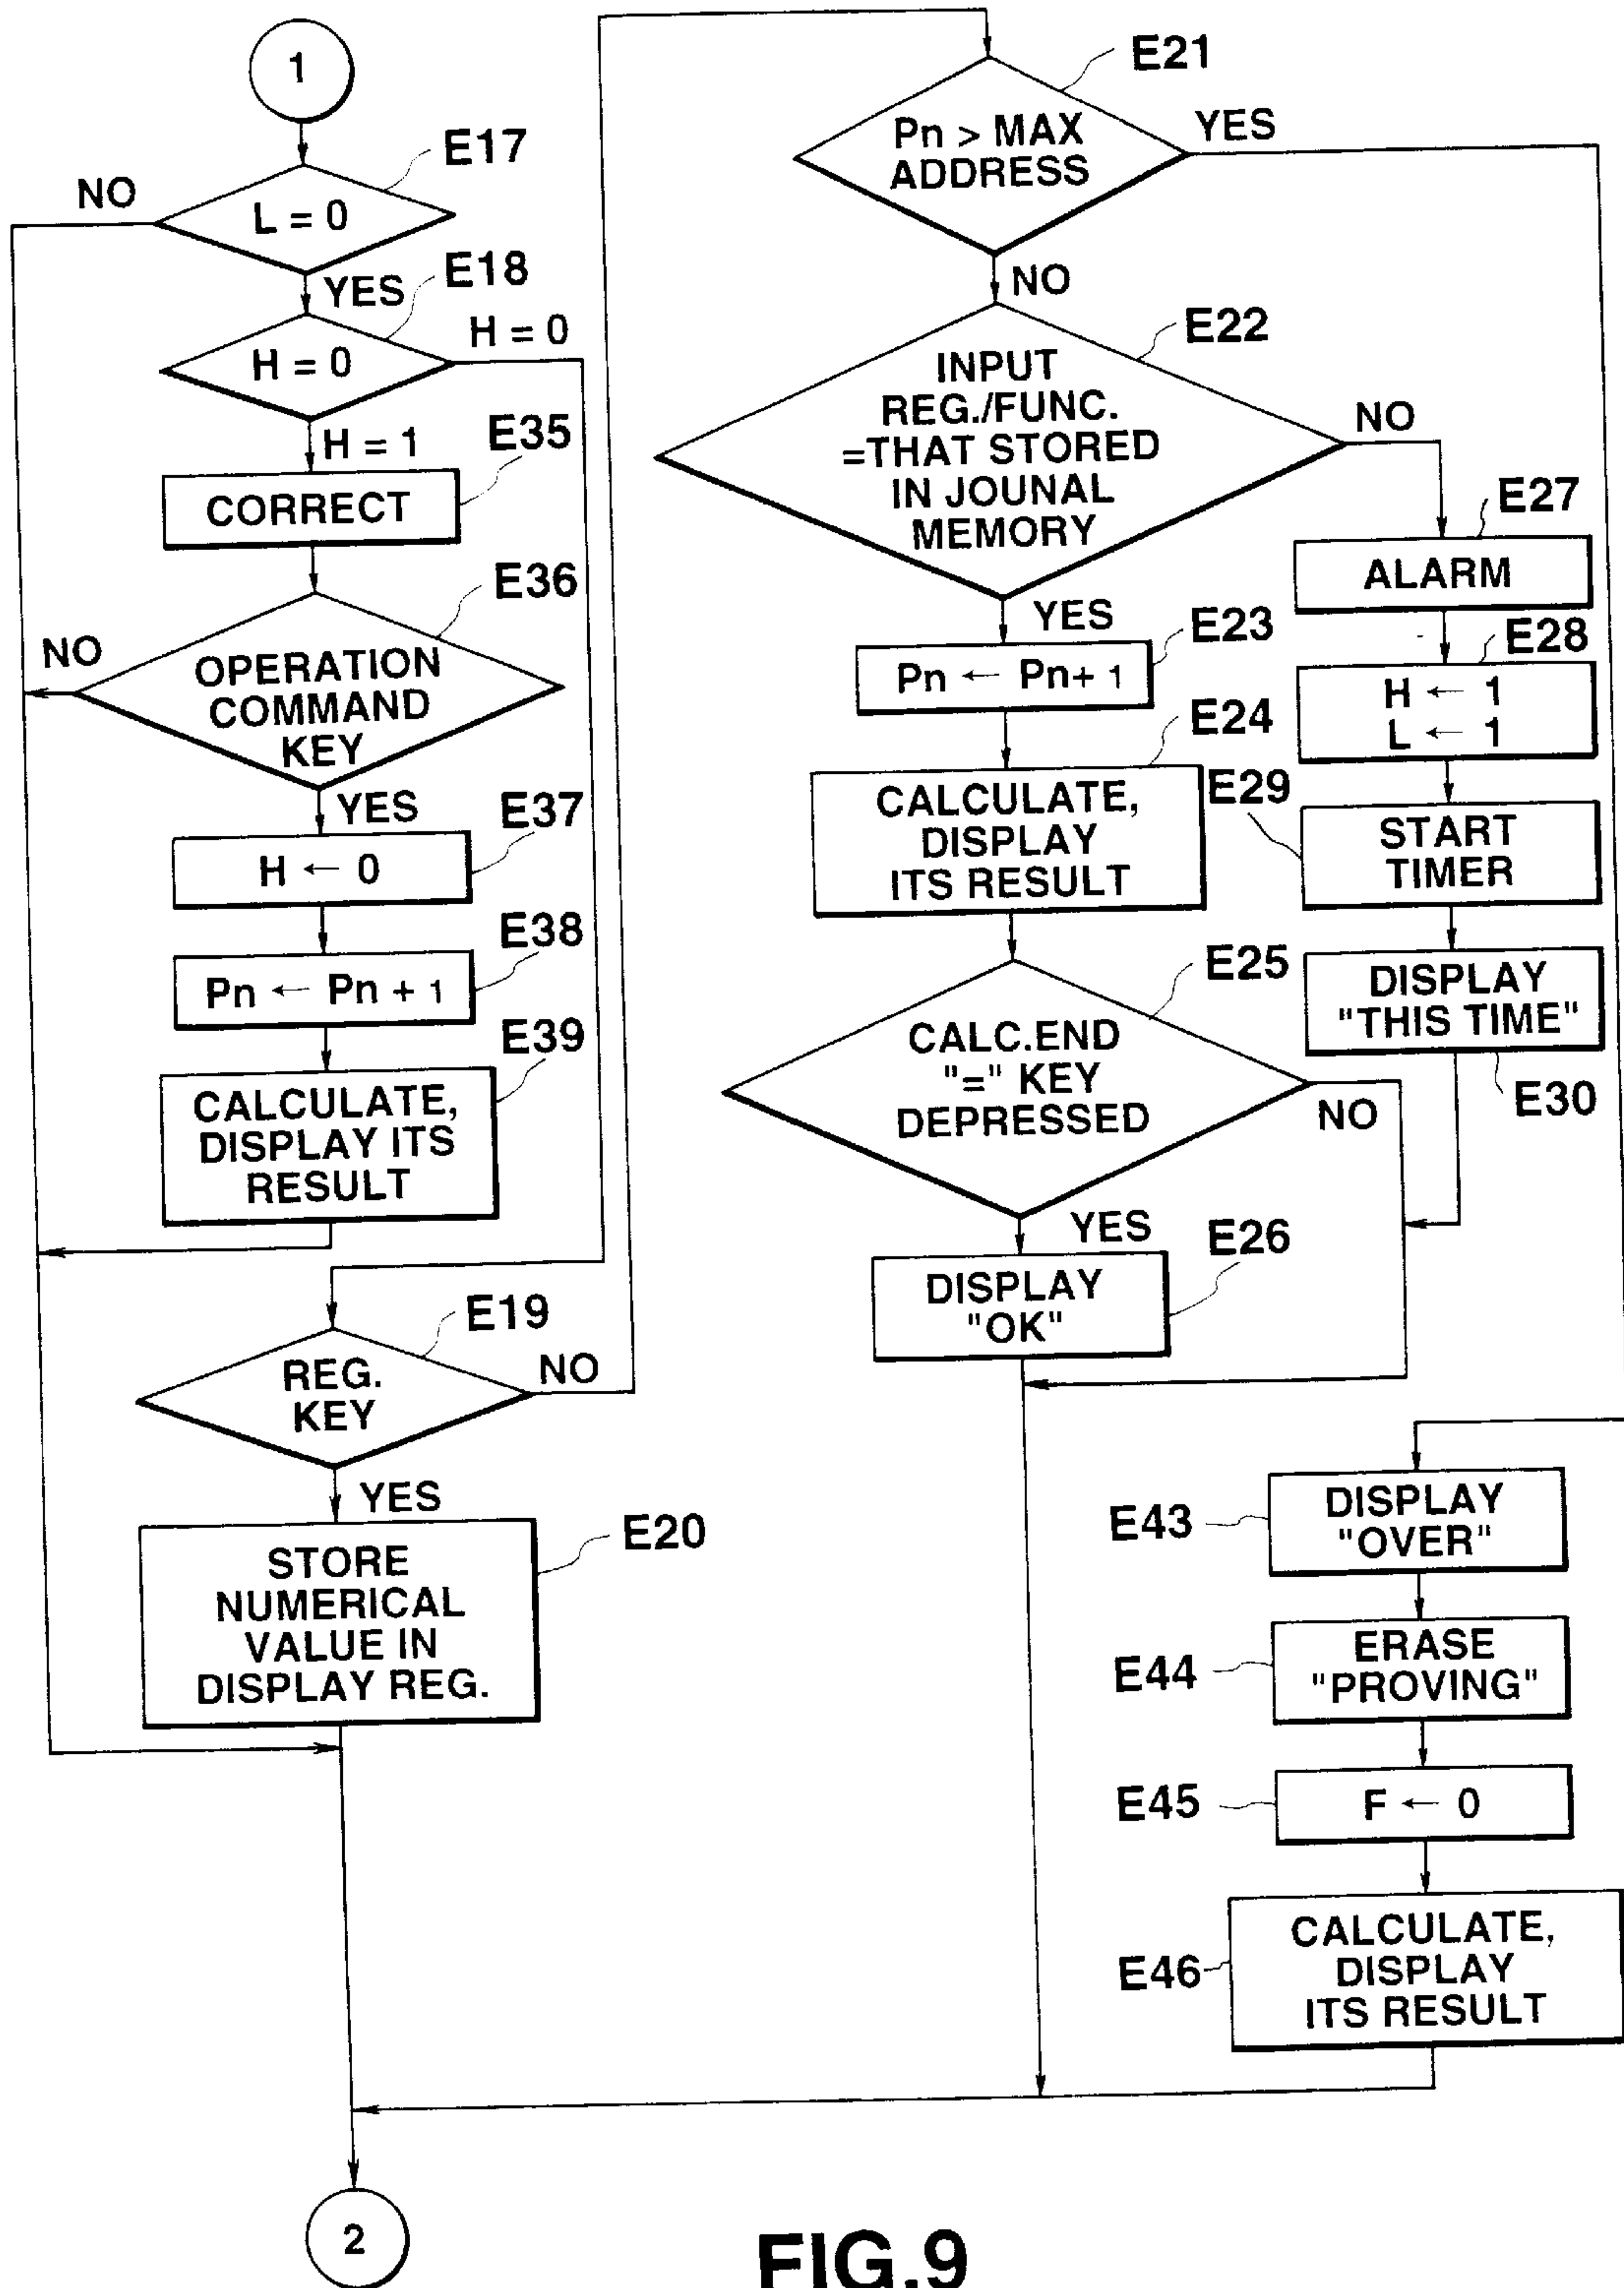 1
E17
NO
L = 0
YES
E18
H = 0
H = 0
H = 1
E35
CORRECT
E36
NO
OPERATION
COMMAND
KEY
YES
E37
H ← 0
E38
Pn ← Pn + 1
E39
CALCULATE,
DISPLAY ITS
RESULT
E19
REG.
KEY
NO
YES
E20
STORE
NUMERICAL
VALUE IN
DISPLAY REG.
2
E21
Pn > MAX
ADDRESS
YES
NO
E22
INPUT
REG./FUNC.
=THAT STORED
IN JOUNAL
MEMORY
NO
YES
E23
Pn ← Pn+ 1
E24
CALCULATE,
DISPLAY
ITS RESULT
E25
CALC.END
"=" KEY
DEPRESSED
NO
YES
E26
DISPLAY
"OK"
E27
ALARM
E28
H ← 1
L ← 1
E29
START
TIMER
DISPLAY
"THIS TIME"
E30
E43
DISPLAY
"OVER"
E44
ERASE
"PROVING"
E45
F ← 0
E46
CALCULATE,
DISPLAY
ITS RESULT
FIG.9